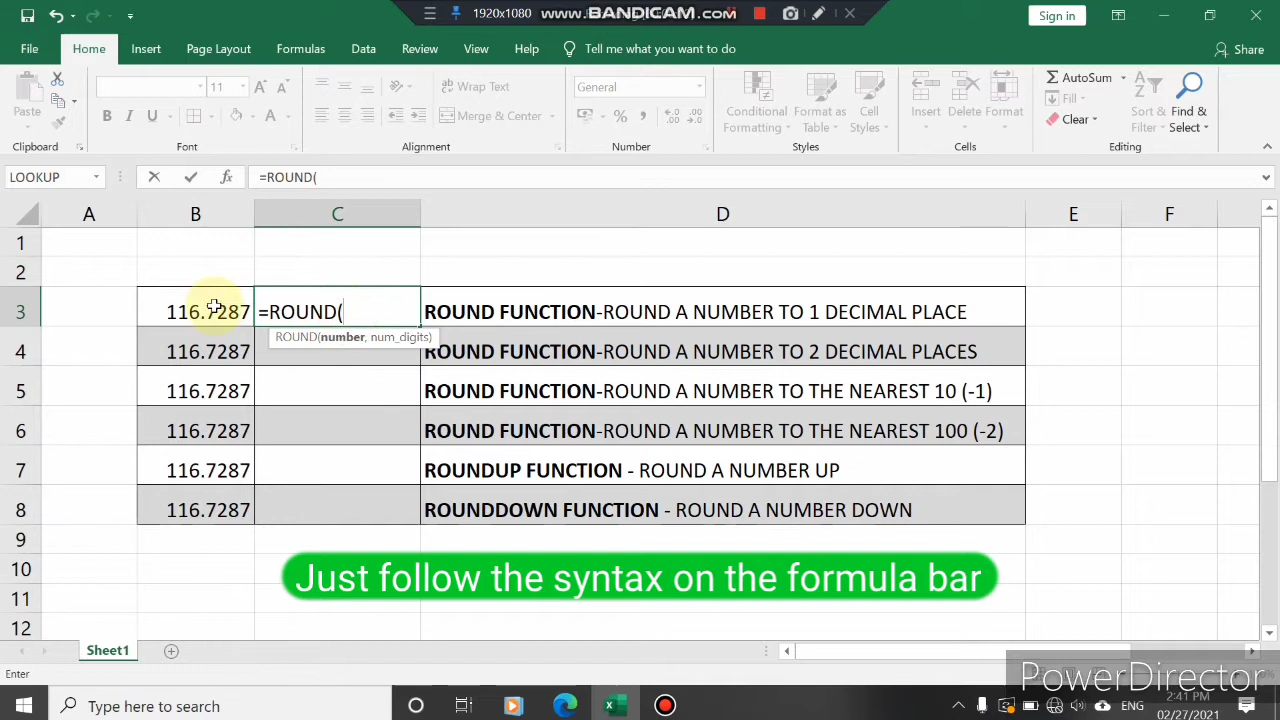 1920x1080
www.BANDICAM.com
Sign in
File Home Insert Page Layout Formulas Data Review View Help Tell me what you want to do Share
Paste
11
Wrap Text
Merge & Center
General
Conditional Formatting
Format as Table
Cell Styles
Insert
Delete
Format
AutoSum
Fill
Clear
Sort & Filter
Find & Select
Clipboard Font Alignment Number Styles Cells Editing
LOOKUP fx =ROUND(
A B C D E F
1
2
3 116.7287 =ROUND( ROUND FUNCTION-ROUND A NUMBER TO 1 DECIMAL PLACE
ROUND(number, num_digits)
4 116.7287 ROUND FUNCTION-ROUND A NUMBER TO 2 DECIMAL PLACES
5 116.7287 ROUND FUNCTION-ROUND A NUMBER TO THE NEAREST 10 (-1)
6 116.7287 ROUND FUNCTION-ROUND A NUMBER TO THE NEAREST 100 (-2)
7 116.7287 ROUNDUP FUNCTION - ROUND A NUMBER UP
8 116.7287 ROUNDDOWN FUNCTION - ROUND A NUMBER DOWN
9
10
11
12
Just follow the syntax on the formula bar
Sheet1
Enter
PowerDirector
Type here to search
ENG
2:41 PM
02/27/2021